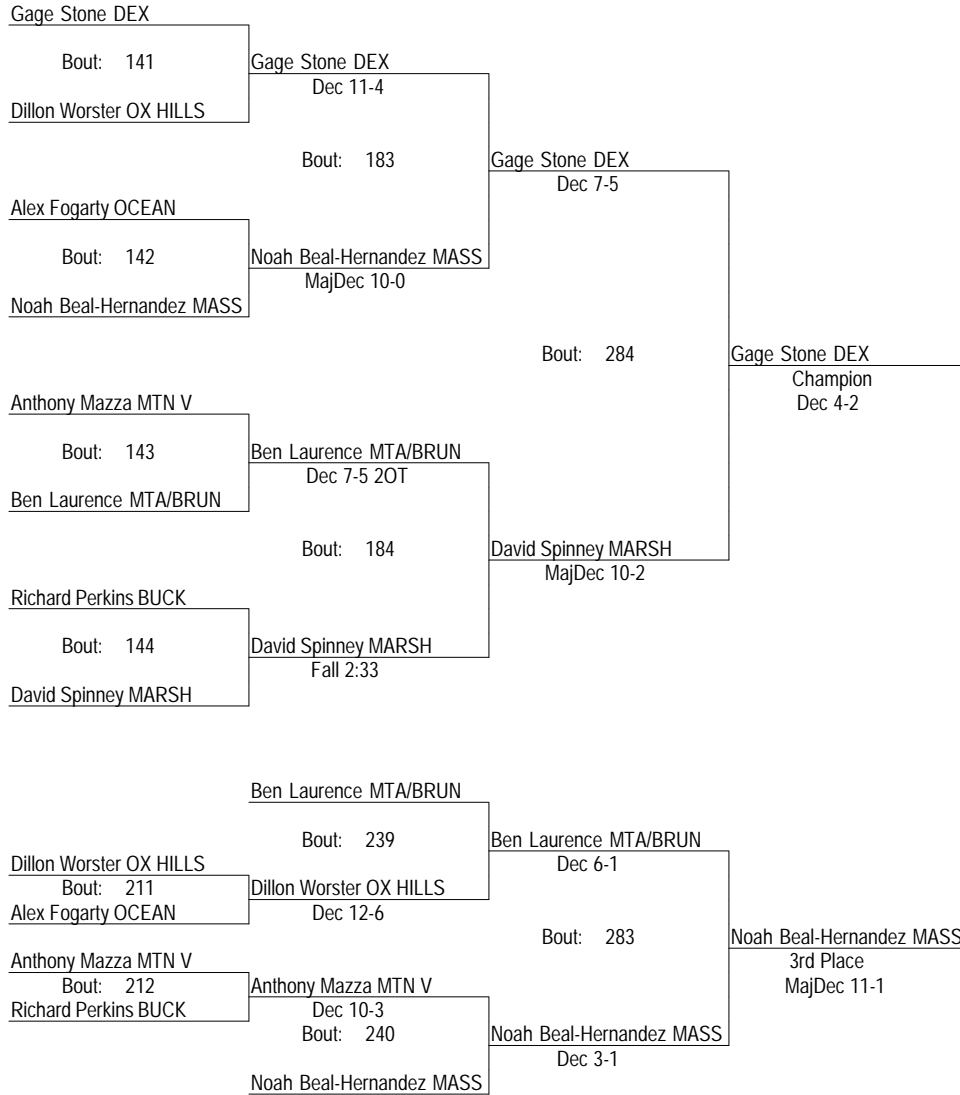 Gage Stone DEX
Bout: 141
Gage Stone DEX
Dec 11-4
Dillon Worster OX HILLS
Bout: 183
Gage Stone DEX
Dec 7-5
Alex Fogarty OCEAN
Bout: 142
Noah Beal-Hernandez MASS
MajDec 10-0
Noah Beal-Hernandez MASS
Bout: 284
Gage Stone DEX
Champion
Dec 4-2
Anthony Mazza MTN V
Bout: 143
Ben Laurence MTA/BRUN
Dec 7-5 2OT
Ben Laurence MTA/BRUN
Bout: 184
David Spinney MARSH
MajDec 10-2
Richard Perkins BUCK
Bout: 144
David Spinney MARSH
Fall 2:33
David Spinney MARSH
Ben Laurence MTA/BRUN
Bout: 239
Ben Laurence MTA/BRUN
Dec 6-1
Dillon Worster OX HILLS
Bout: 211
Dillon Worster OX HILLS
Dec 12-6
Alex Fogarty OCEAN
Bout: 283
Noah Beal-Hernandez MASS
3rd Place
MajDec 11-1
Anthony Mazza MTN V
Bout: 212
Anthony Mazza MTN V
Dec 10-3
Richard Perkins BUCK
Bout: 240
Noah Beal-Hernandez MASS
Dec 3-1
Noah Beal-Hernandez MASS